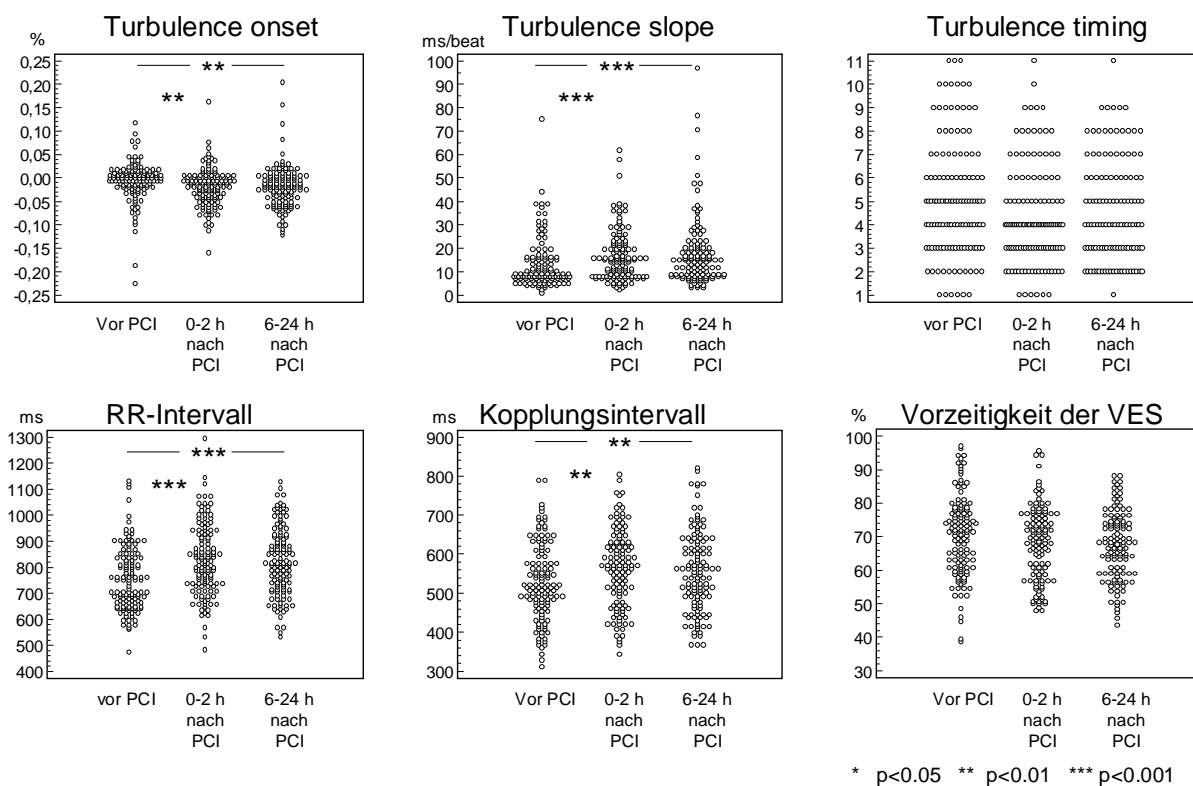 Turbulence onset
%
0,25
0,20
0,15
0,10
0,05
0,00
-0,05
-0,10
-0,15
-0,20
-0,25
**
**
Vor PCI
0-2 h
nach
PCI
6-24 h
nach
PCI
Turbulence slope
ms/beat
100
90
80
70
60
50
40
30
20
10
0
***
***
vor PCI
0-2 h
nach
PCI
6-24 h
nach
PCI
Turbulence timing
11
10
9
8
7
6
5
4
3
2
1
vor PCI
0-2 h
nach
PCI
6-24 h
nach
PCI
RR-Intervall
ms
1300
1200
1100
1000
900
800
700
600
500
400
***
***
vor PCI
0-2 h
nach
PCI
6-24 h
nach
PCI
Kopplungsintervall
ms
900
800
700
600
500
400
300
**
**
Vor PCI
0-2 h
nach
PCI
6-24 h
nach
PCI
Vorzeitigkeit der VES
%
100
90
80
70
60
50
40
30
Vor PCI
0-2 h
nach
PCI
6-24 h
nach
PCI
* p<0.05 ** p<0.01 *** p<0.001